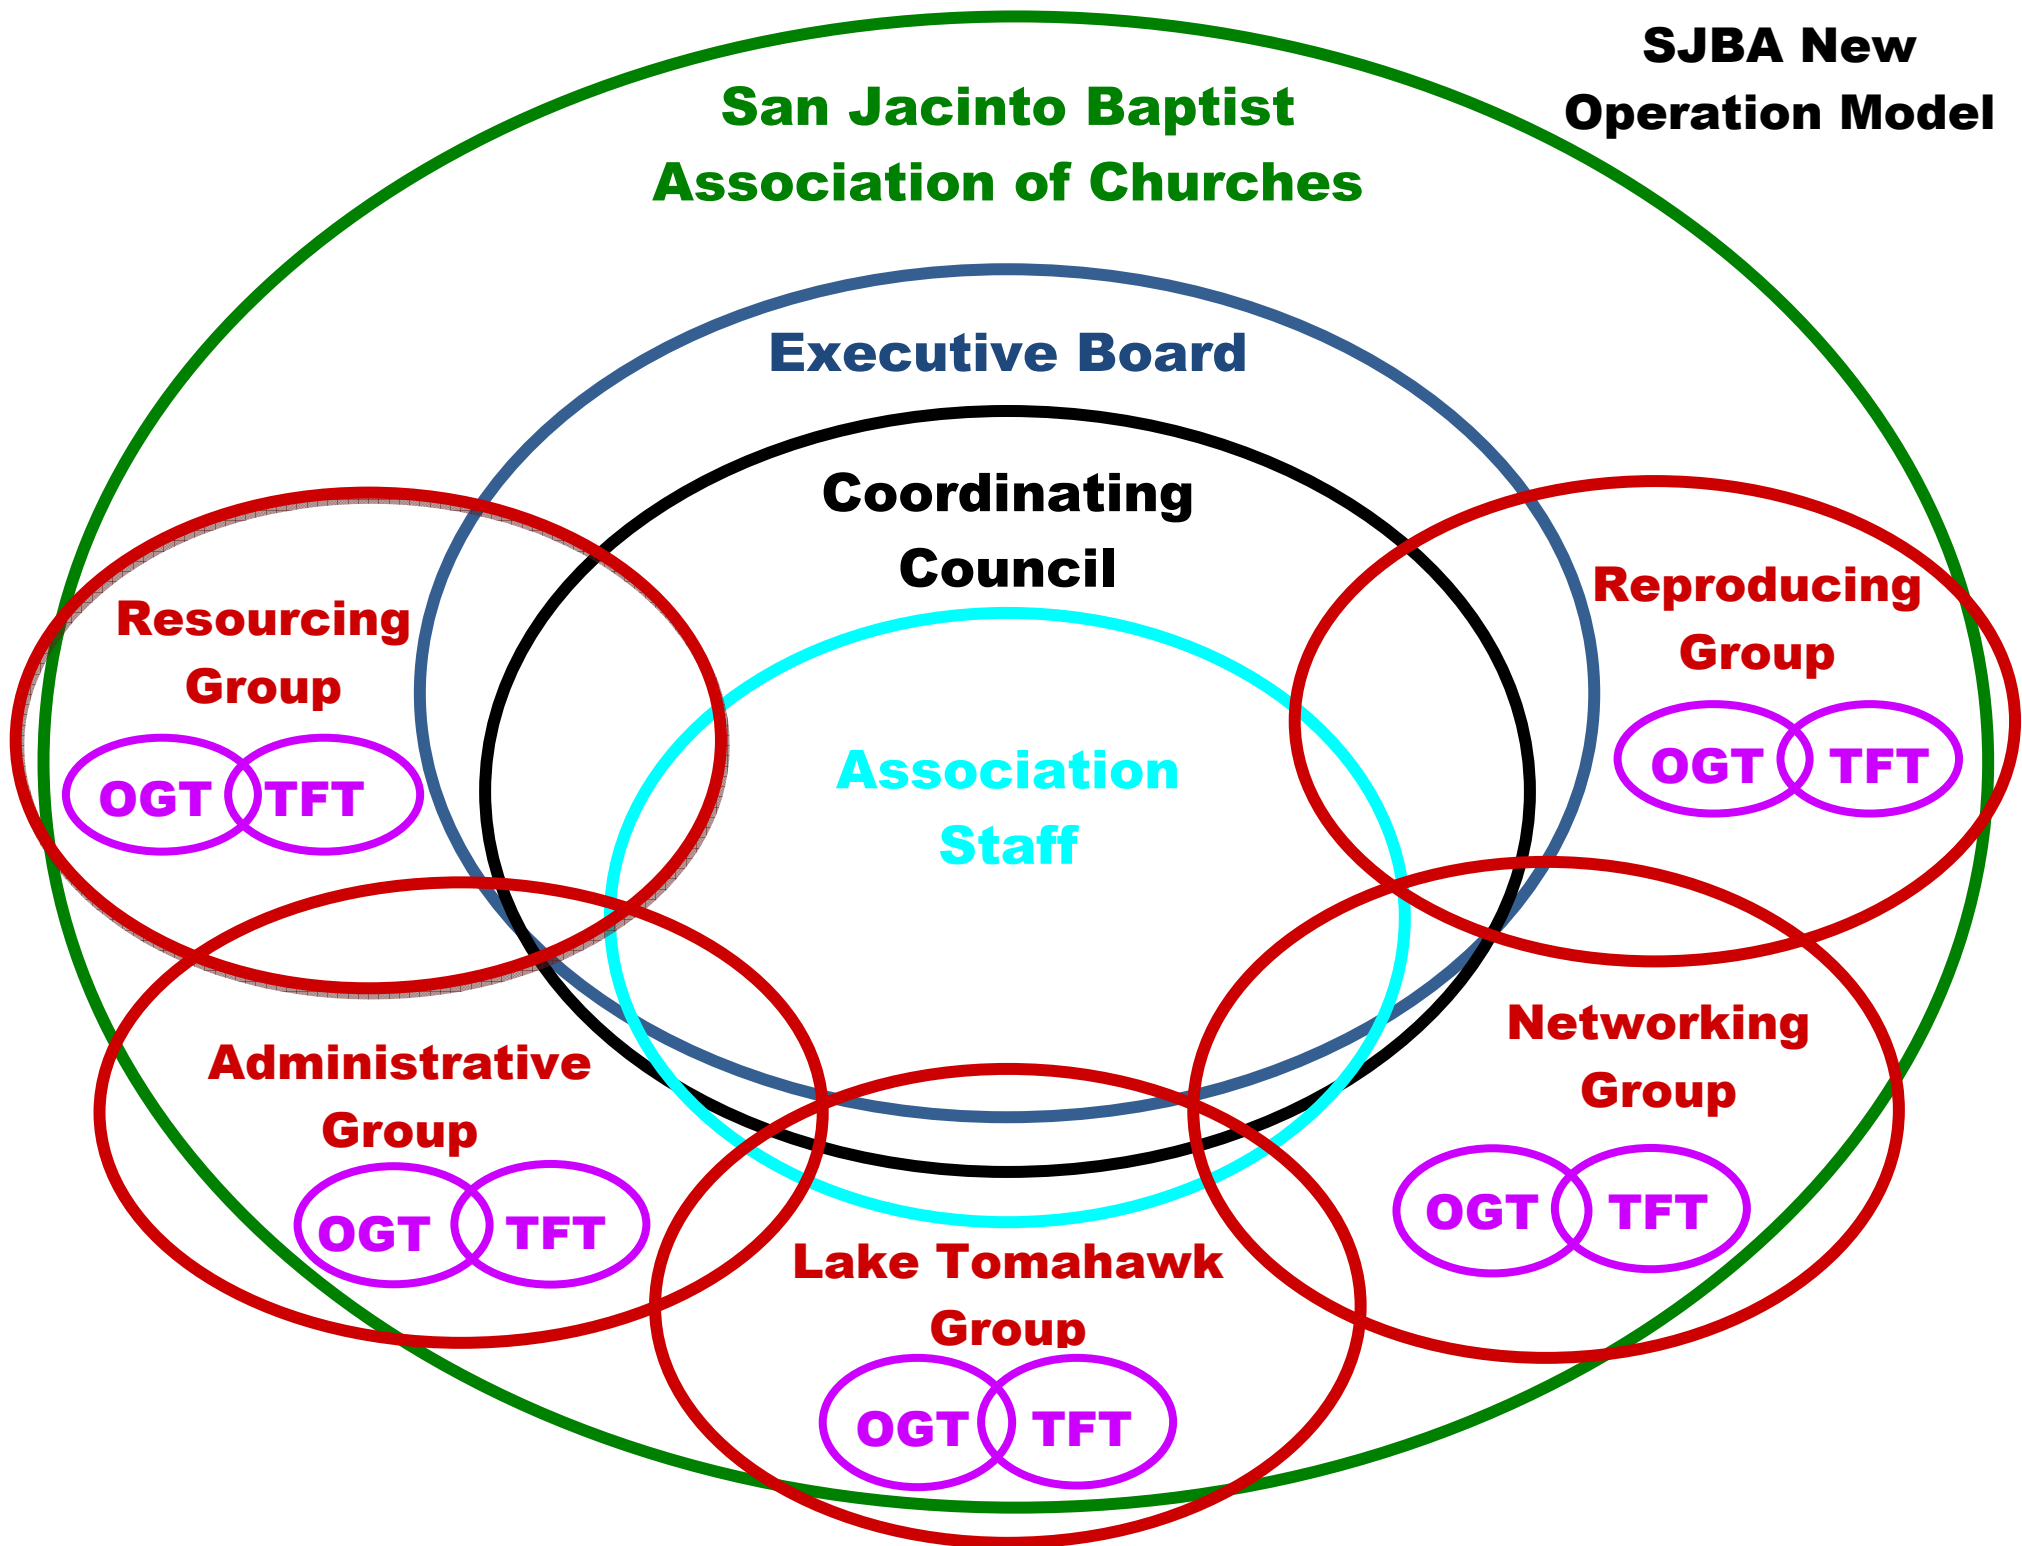 SJBA New
Operation Model
San Jacinto Baptist
Association of Churches
Executive Board
Coordinating
Council
Association
Staff
Resourcing
Group
OGT TFT
Reproducing
Group
OGT TFT
Administrative
Group
OGT TFT
Networking
Group
OGT TFT
Lake Tomahawk
Group
OGT TFT